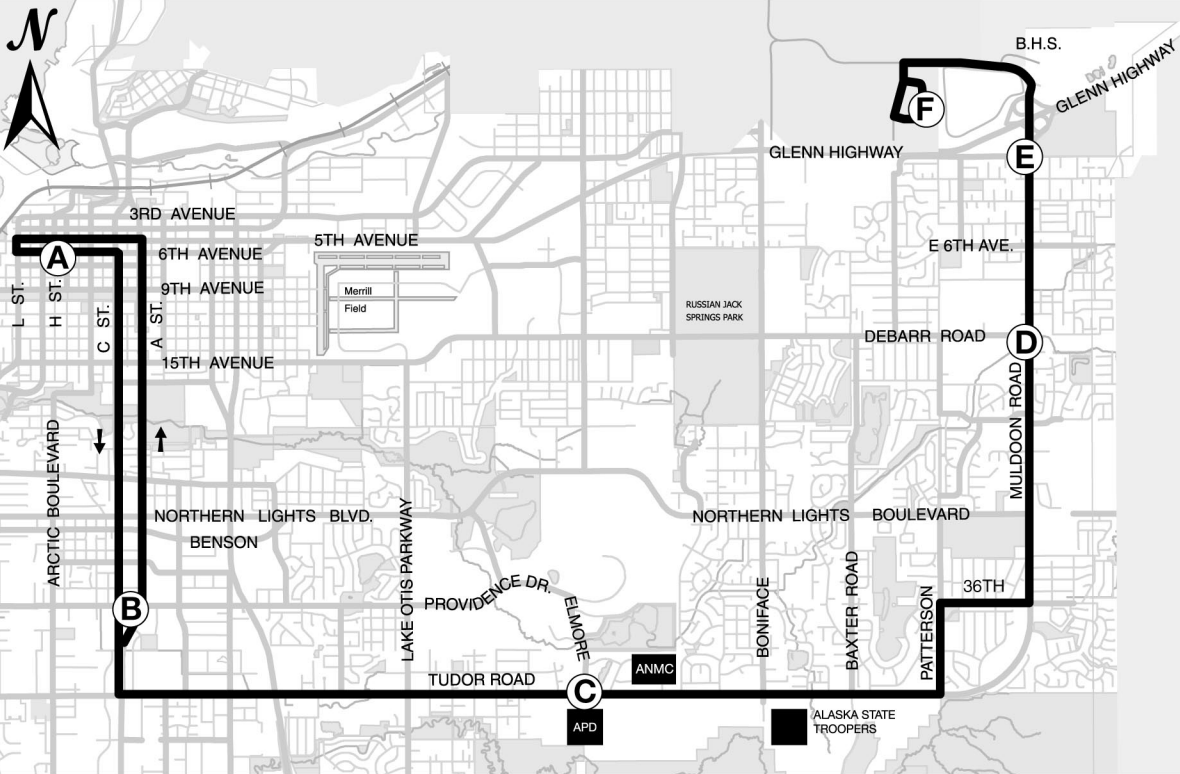 N
B.H.S.
GLENN HIGHWAY
F
GLENN HIGHWAY
E
3RD AVENUE
5TH AVENUE
A
6TH AVENUE
E 6TH AVE.
9TH AVENUE
Merrill
Field
L ST.
H ST.
C ST.
A ST.
RUSSIAN JACK
SPRINGS PARK
DEBARR ROAD
D
15TH AVENUE
MULDOON ROAD
ARCTIC BOULEVARD
NORTHERN LIGHTS BLVD.
NORTHERN LIGHTS BOULEVARD
BENSON
LAKE OTIS PARKWAY
PROVIDENCE DR.
ELMORE
BONIFACE
BAXTER ROAD
PATTERSON
36TH
B
ANMC
TUDOR ROAD
C
APD
ALASKA STATE
TROOPERS